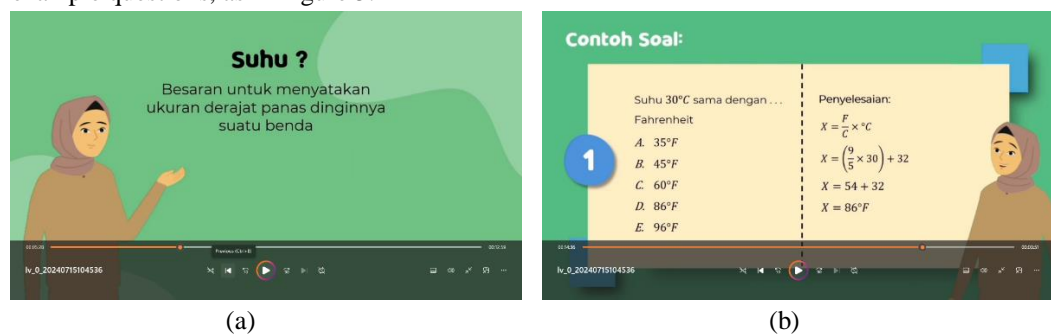 Suhu ?
Besaran untuk menyatakan
ukuran derajat panas dinginnya
suatu benda
lv_0_20240715104536
(a)
Contoh Soal:
1
Suhu 30°C sama dengan . . .
Fahrenheit
A. 35°F
B. 45°F
C. 60°F
D. 86°F
E. 96°F
Penyelesaian:
X = F/C × °C
X = (9/5 × 30) + 32
X = 54 + 32
X = 86°F
lv_0_20240715104536
(b)